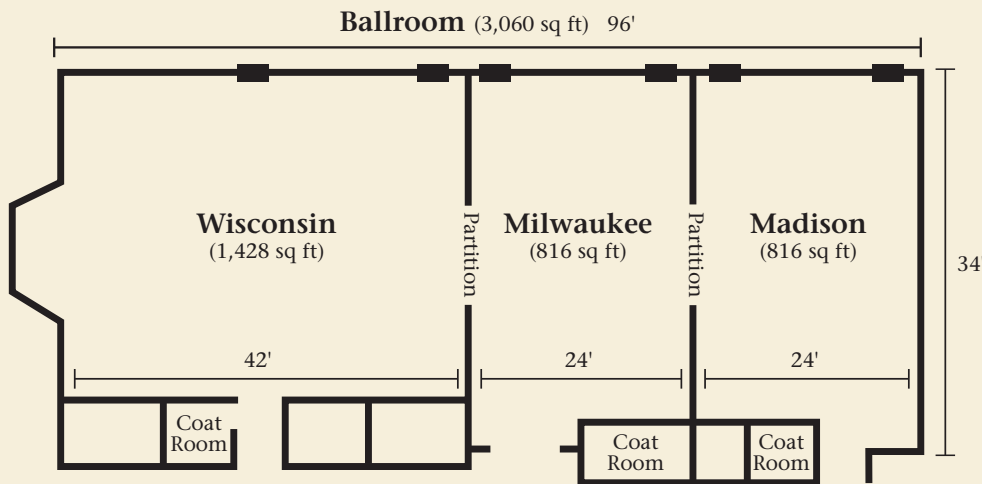 Ballroom (3,060 sq ft) 96'
Wisconsin
(1,428 sq ft)
Partition
Milwaukee
(816 sq ft)
Partition
Madison
(816 sq ft)
34'
42'
24'
24'
Coat
Room
Coat
Room
Coat
Room